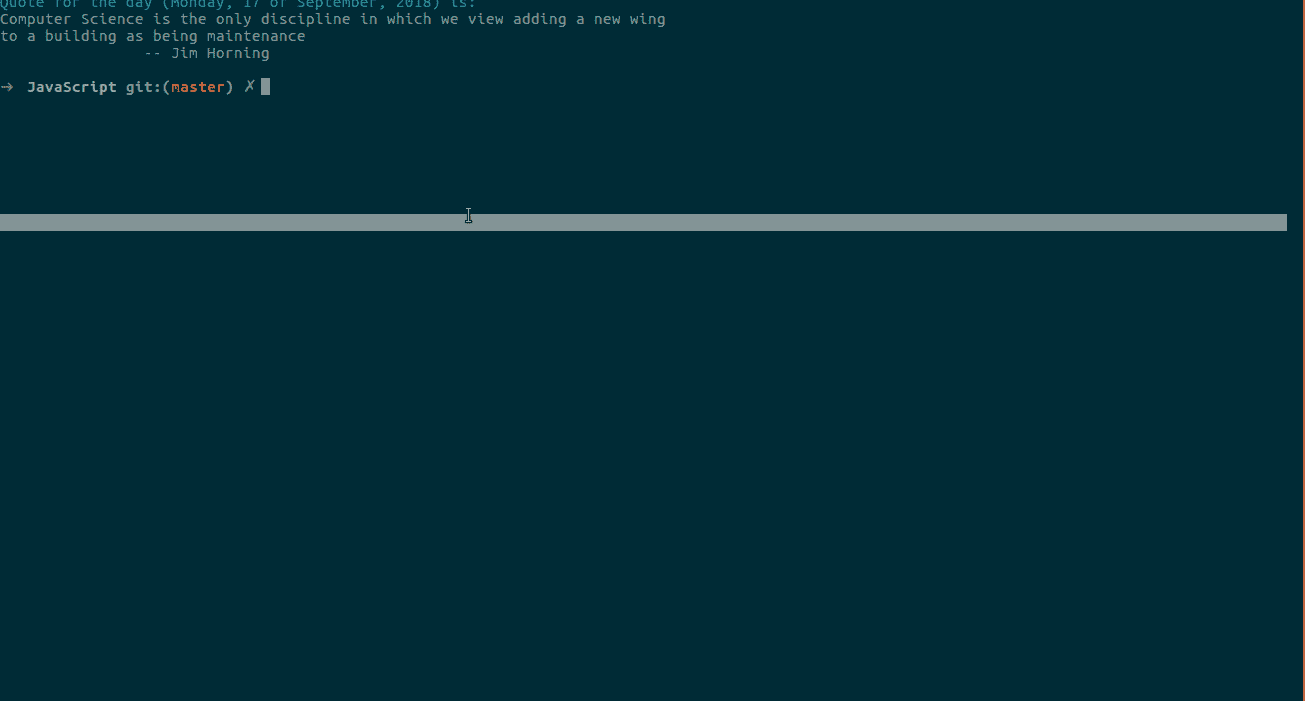 Quote for the day (Monday, 17 of September, 2018) is:
Computer Science is the only discipline in which we view adding a new wing
to a building as being maintenance
-- Jim Horning
→ JavaScript git:(master) ✗